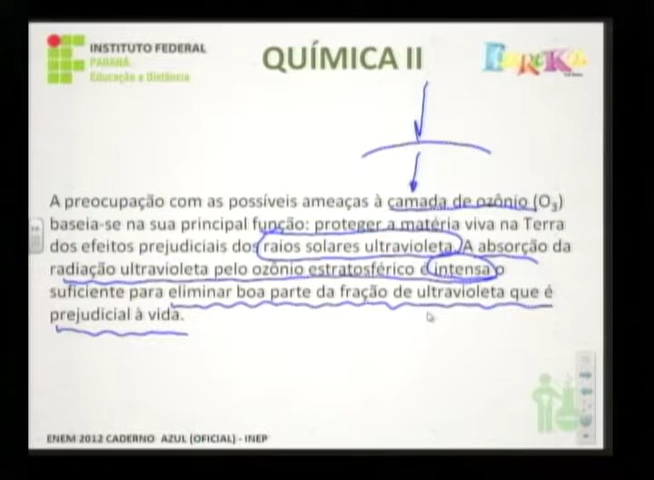 INSTITUTO FEDERAL
PARANÁ
Educação a Distância
QUÍMICA II
EUREKA
A preocupação com as possíveis ameaças à camada de ozônio (O₃)
baseia-se na sua principal função: proteger a matéria viva na Terra
dos efeitos prejudiciais dos raios solares ultravioleta. A absorção da
radiação ultravioleta pelo ozônio estratosférico é intensa o
suficiente para eliminar boa parte da fração de ultravioleta que é
prejudicial à vida.
ENEM 2012 CADERNO AZUL (OFICIAL) - INEP